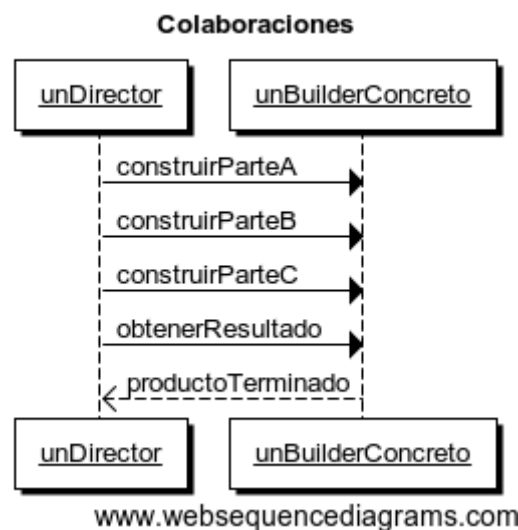 Colaboraciones
unDirector unBuilderConcreto
construirParteA
construirParteB
construirParteC
obtenerResultado
productoTerminado
unDirector unBuilderConcreto
www.websequencediagrams.com